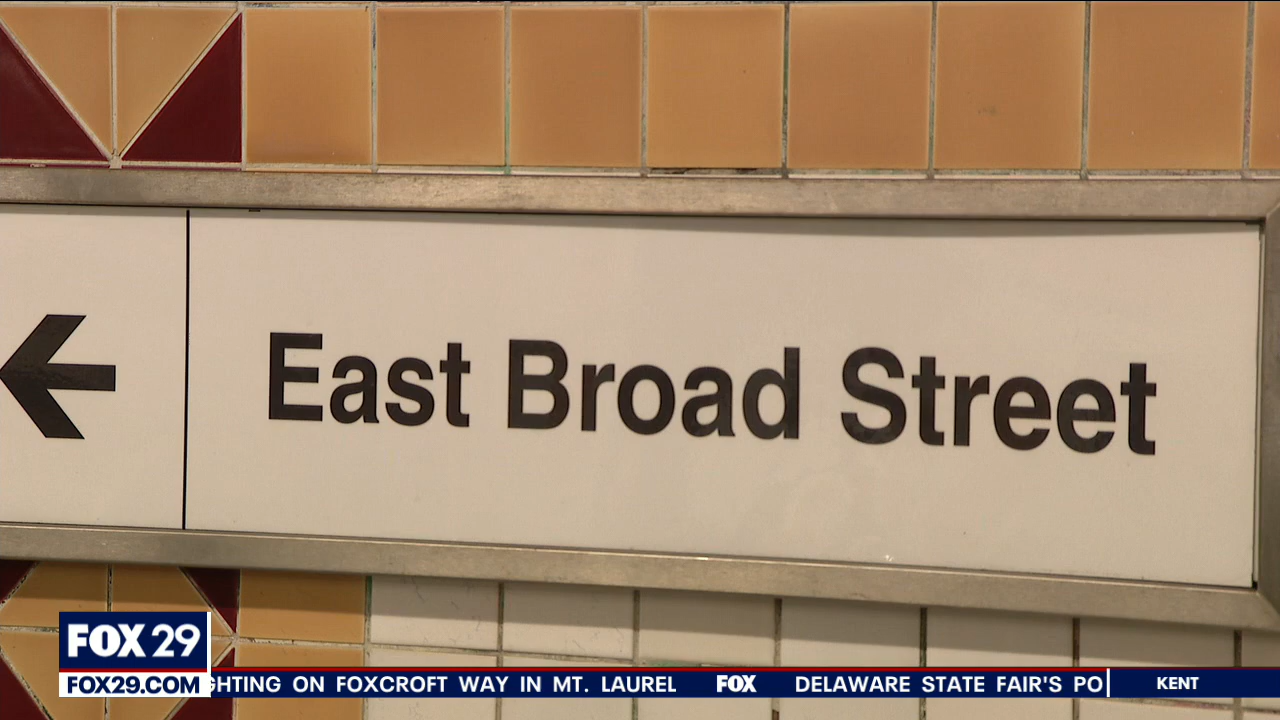 East Broad Street
FOX 29
FOX29.COM
GHTING ON FOXCROFT WAY IN MT. LAUREL FOX DELAWARE STATE FAIR'S PO KENT